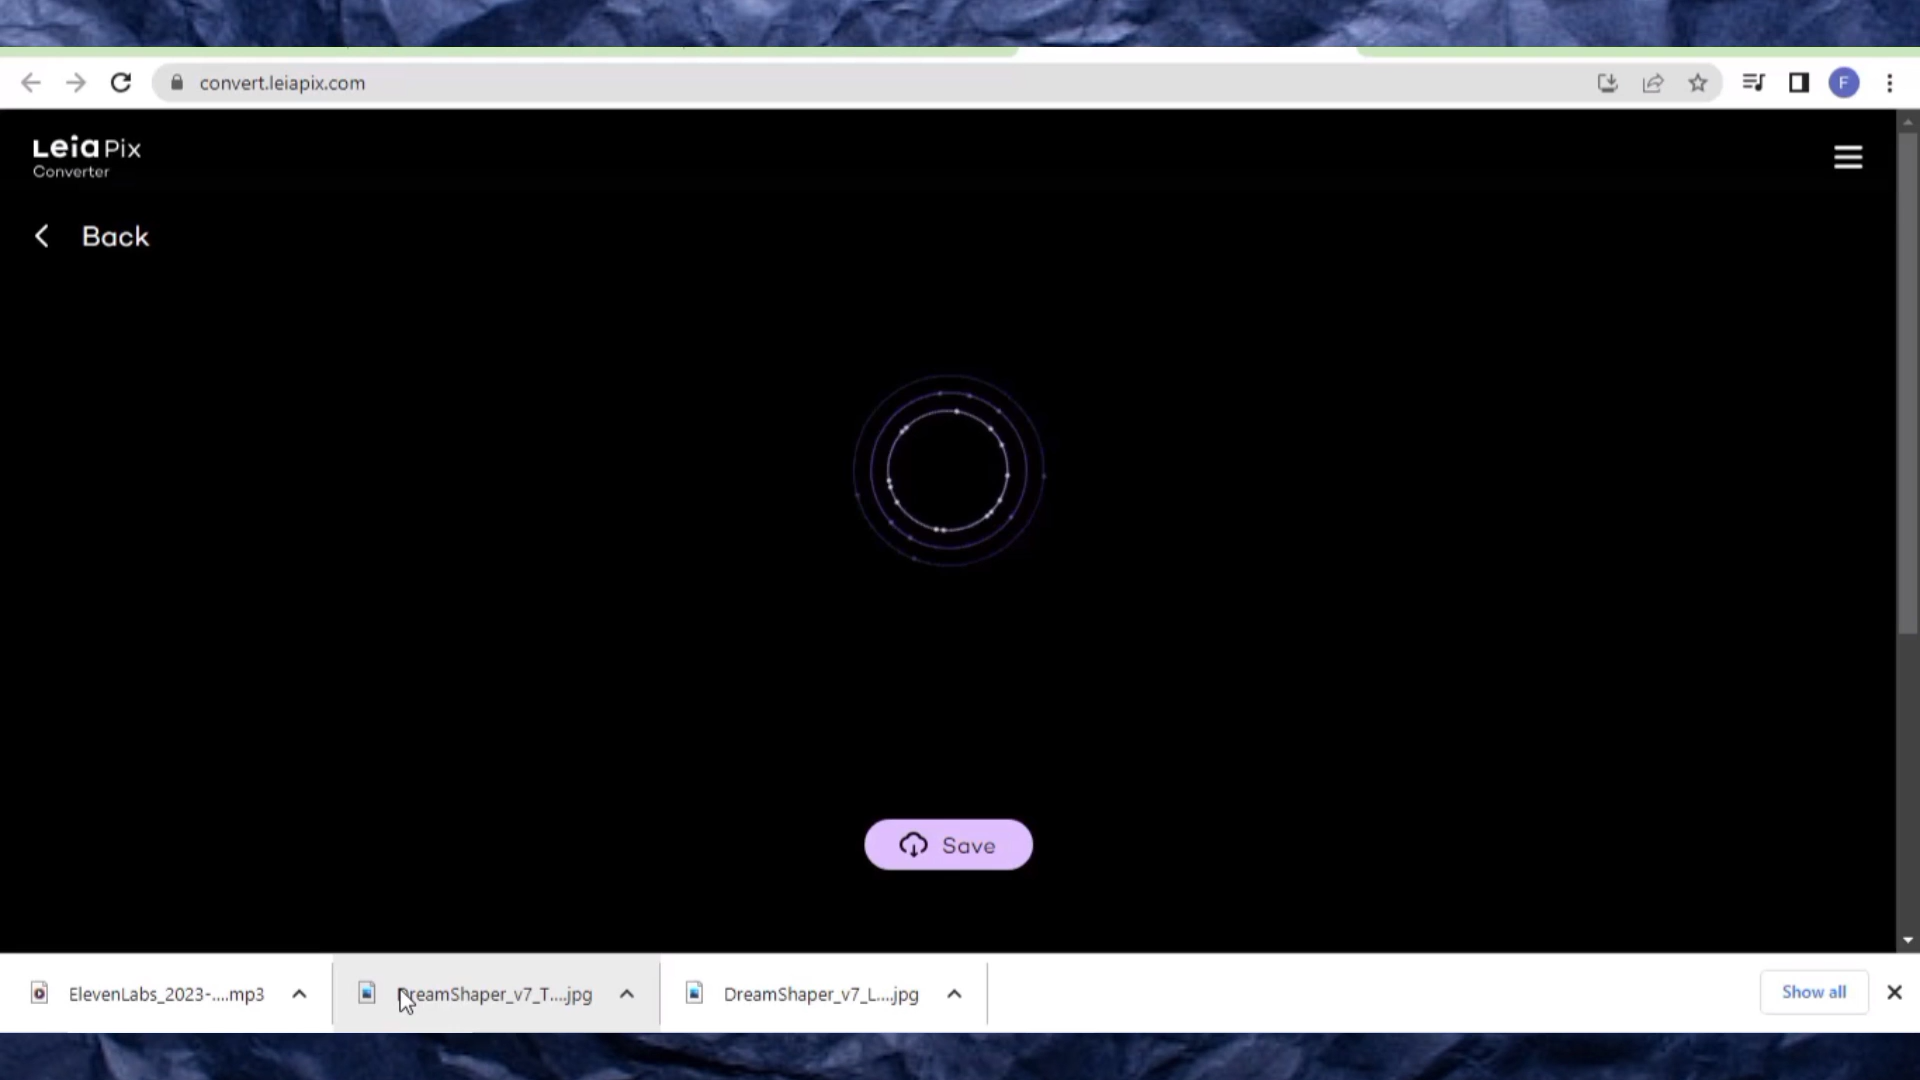 convert.leiapix.com
F
Leia Pix
Converter
Back
Save
ElevenLabs_2023-....mp3
DreamShaper_v7_T....jpg
DreamShaper_v7_L....jpg
Show all